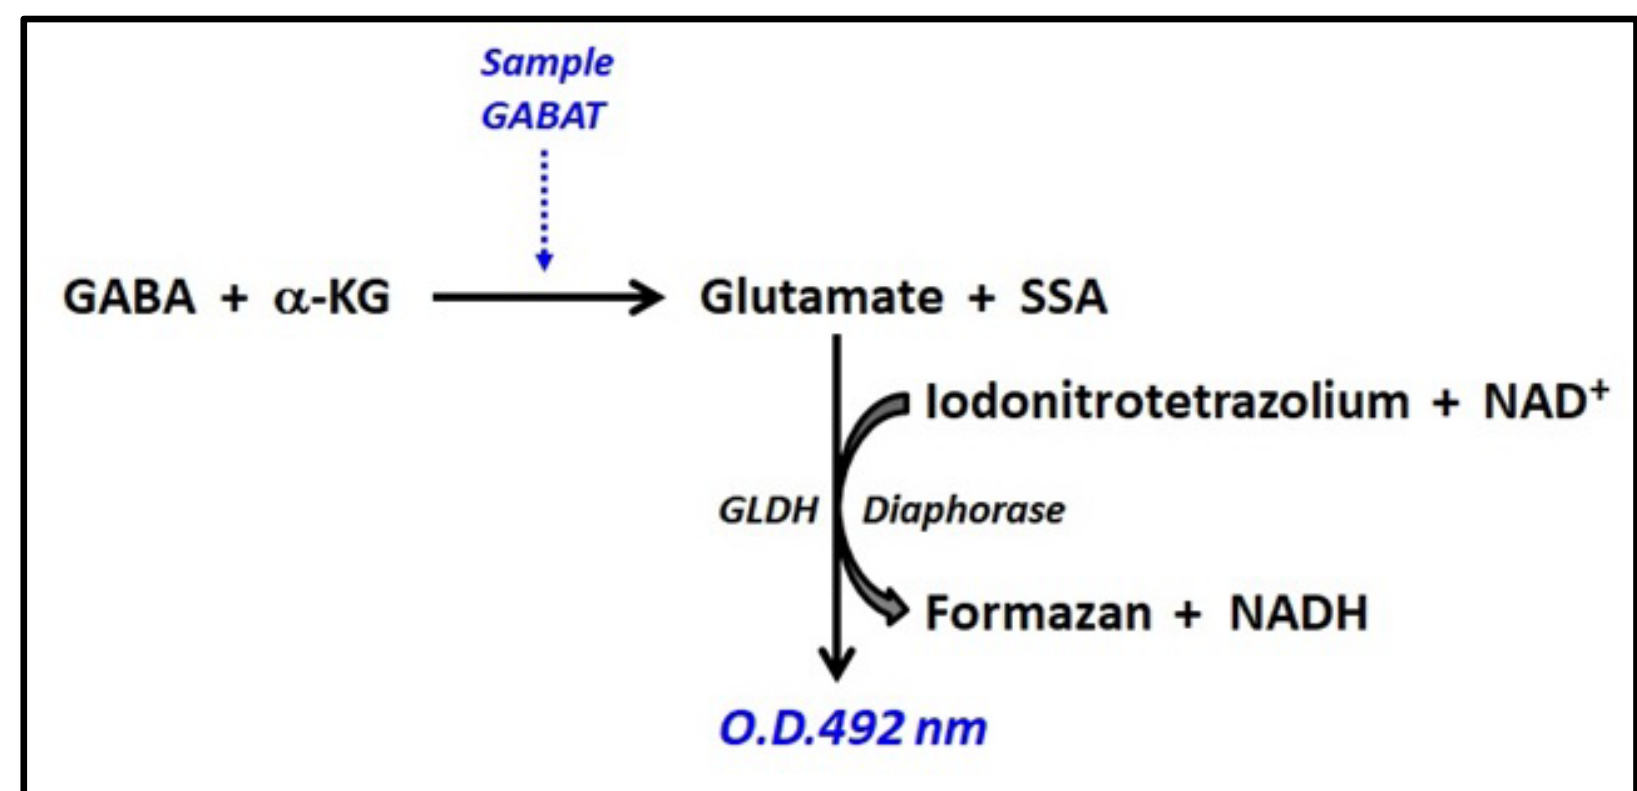 Sample
GABAT
GABA + α-KG
Glutamate + SSA
Iodonitrotetrazolium + NAD⁺
GLDH
Diaphorase
Formazan + NADH
O.D.492 nm